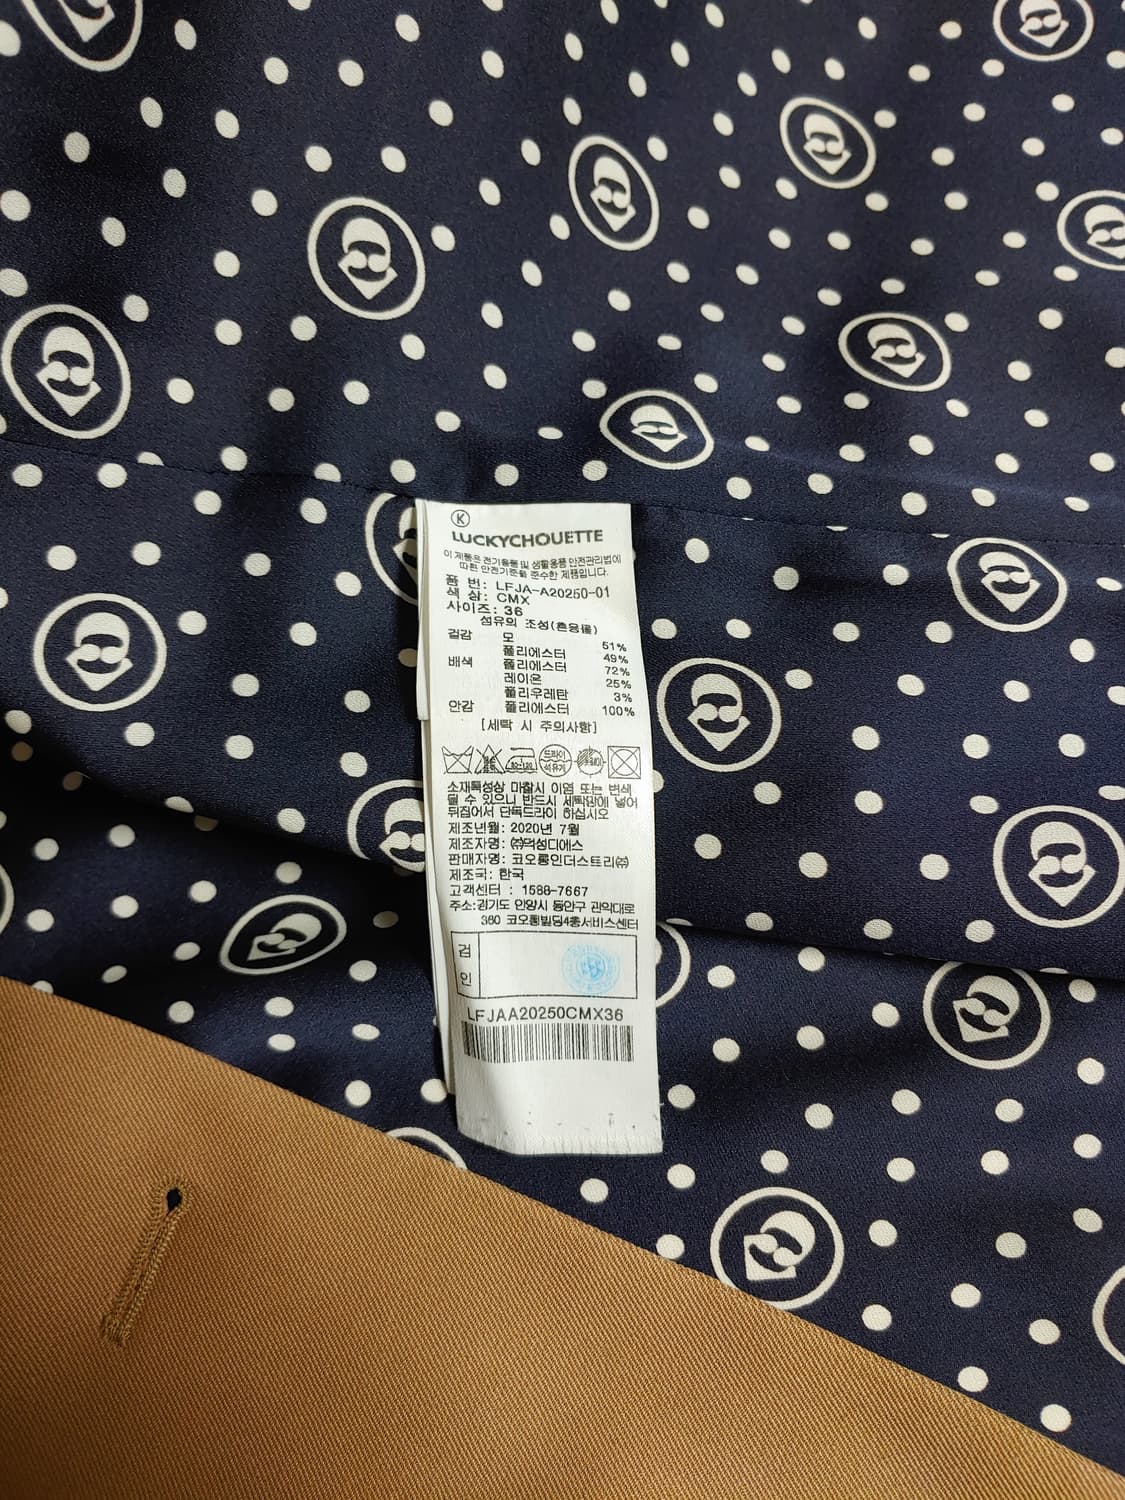 K
LUCKYCHOUETTE
이 제품은 전기용품 및 생활용품 안전관리법에
따른 안전기준을 준수한 제품입니다.
품 번: LFJA-A20250-01
색 상: CMX
사이즈: 36
섬유의 조성(혼용율)
겉감 모 51%
폴리에스터 49%
배색 폴리에스터 72%
레이온 25%
폴리우레탄 3%
안감 폴리에스터 100%
[세탁 시 주의사항]
80~120 드라이 석유계
소재특성상 마찰시 이염 또는 변색
될 수 있으니 반드시 세탁망에 넣어
뒤집어서 단독드라이 하십시오
제조년월: 2020년 7월
제조자명: ㈜덕성디에스
판매자명: 코오롱인더스트리㈜
제조국: 한국
고객센터 : 1588-7667
주소:경기도 안양시 동안구 관악대로
360 코오롱빌딩4층서비스센터
검
인
LFJAA20250CMX36